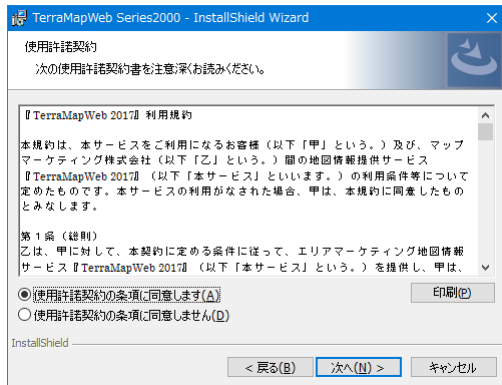 TerraMapWeb Series2000 - InstallShield Wizard
使用許諾契約
次の使用許諾契約書を注意深くお読みください。
『TerraMapWeb 2017』利用規約
本規約は、本サービスをご利用になるお客様（以下「甲」という。）及び、マップ
マーケティング株式会社（以下「乙」という。）間の地図情報提供サービス
『TerraMapWeb 2017』（以下「本サービス」といいます。）の利用条件等について
定めたものです。本サービスの利用がなされた場合、甲は、本規約に同意したもの
とみなします。
第１条（総則）
乙は、甲に対して、本契約に定める条件に従って、エリアマーケティング地図情報
サービス『TerraMapWeb 2017』（以下「本サービス」という。）を提供し、甲は、
使用許諾契約の条項に同意します(A)
印刷(P)
使用許諾契約の条項に同意しません(D)
InstallShield
< 戻る(B)
次へ(N) >
キャンセル